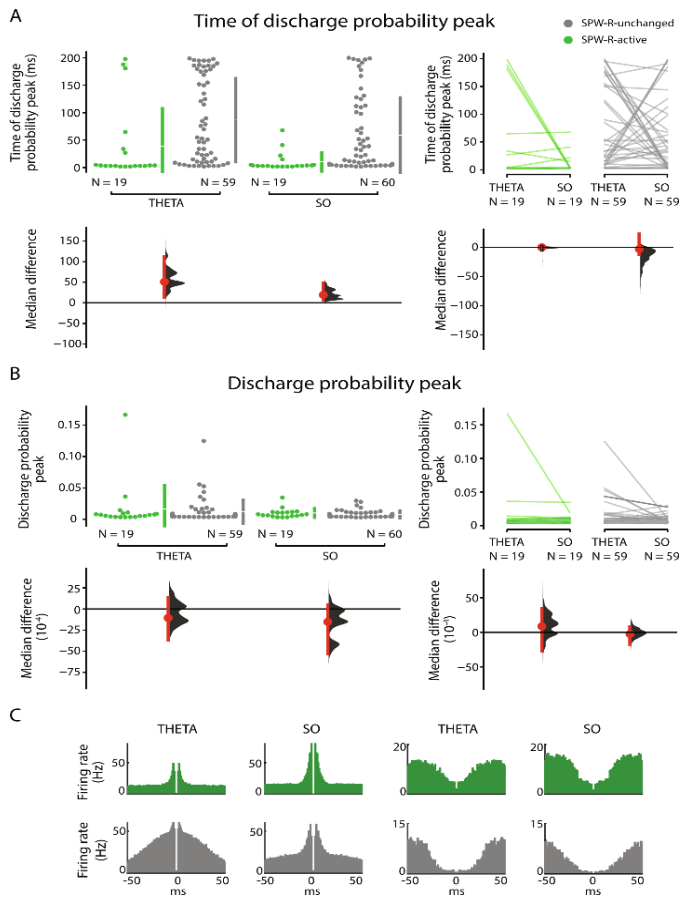 A
Time of discharge probability peak
SPW-R-unchanged
SPW-R-active
Time of discharge
probability peak (ms)
200
150
100
50
0
N = 19
N = 59
N = 19
N = 60
THETA
SO
Time of discharge
probability peak (ms)
200
150
100
50
0
THETA
SO
THETA
SO
N = 19
N = 19
N = 59
N = 59
Median difference
150
100
50
0
−50
−100
Median difference
0
−50
−100
−150
B
Discharge probability peak
Discharge probability
peak
0.15
0.10
0.05
0
N = 19
N = 59
N = 19
N = 60
THETA
SO
Discharge probability
peak
0.15
0.10
0.05
0
THETA
SO
THETA
SO
N = 19
N = 19
N = 59
N = 59
Median difference
(10⁻⁴)
25
0
−25
−50
−75
Median difference
(10⁻⁴)
50
0
−50
C
THETA
SO
THETA
SO
Firing rate
(Hz)
50
0
50
0
20
0
20
0
Firing rate
(Hz)
50
0
50
0
15
0
15
0
-50
0
50
ms
-50
0
50
ms
-50
0
50
ms
-50
0
50
ms